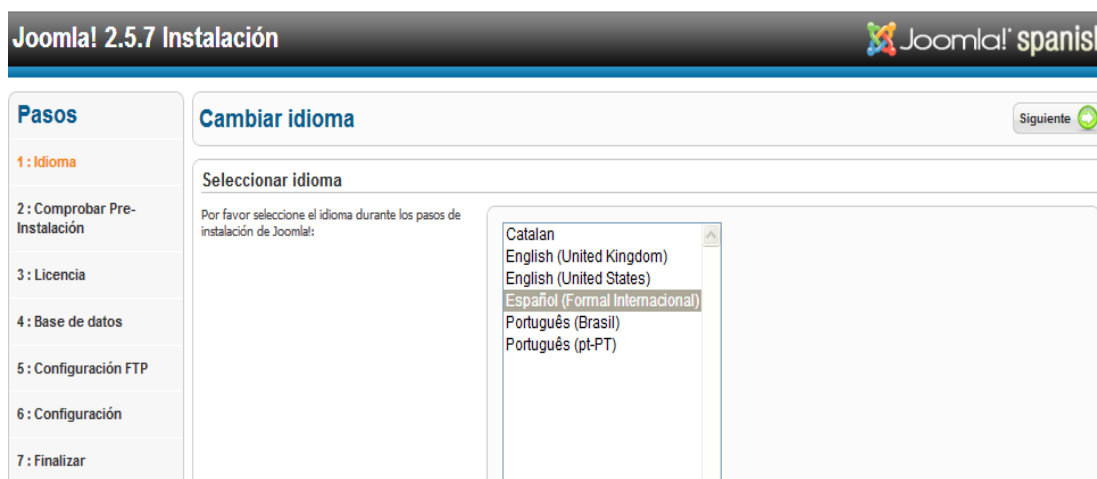 Joomla! 2.5.7 Instalación
Joomla! spanish
Pasos
1 : Idioma
2 : Comprobar Pre-
Instalación
3 : Licencia
4 : Base de datos
5 : Configuración FTP
6 : Configuración
7 : Finalizar
Cambiar idioma
Siguiente
Seleccionar idioma
Por favor seleccione el idioma durante los pasos de
instalación de Joomla!:
Catalan
English (United Kingdom)
English (United States)
Español (Formal Internacional)
Português (Brasil)
Português (pt-PT)